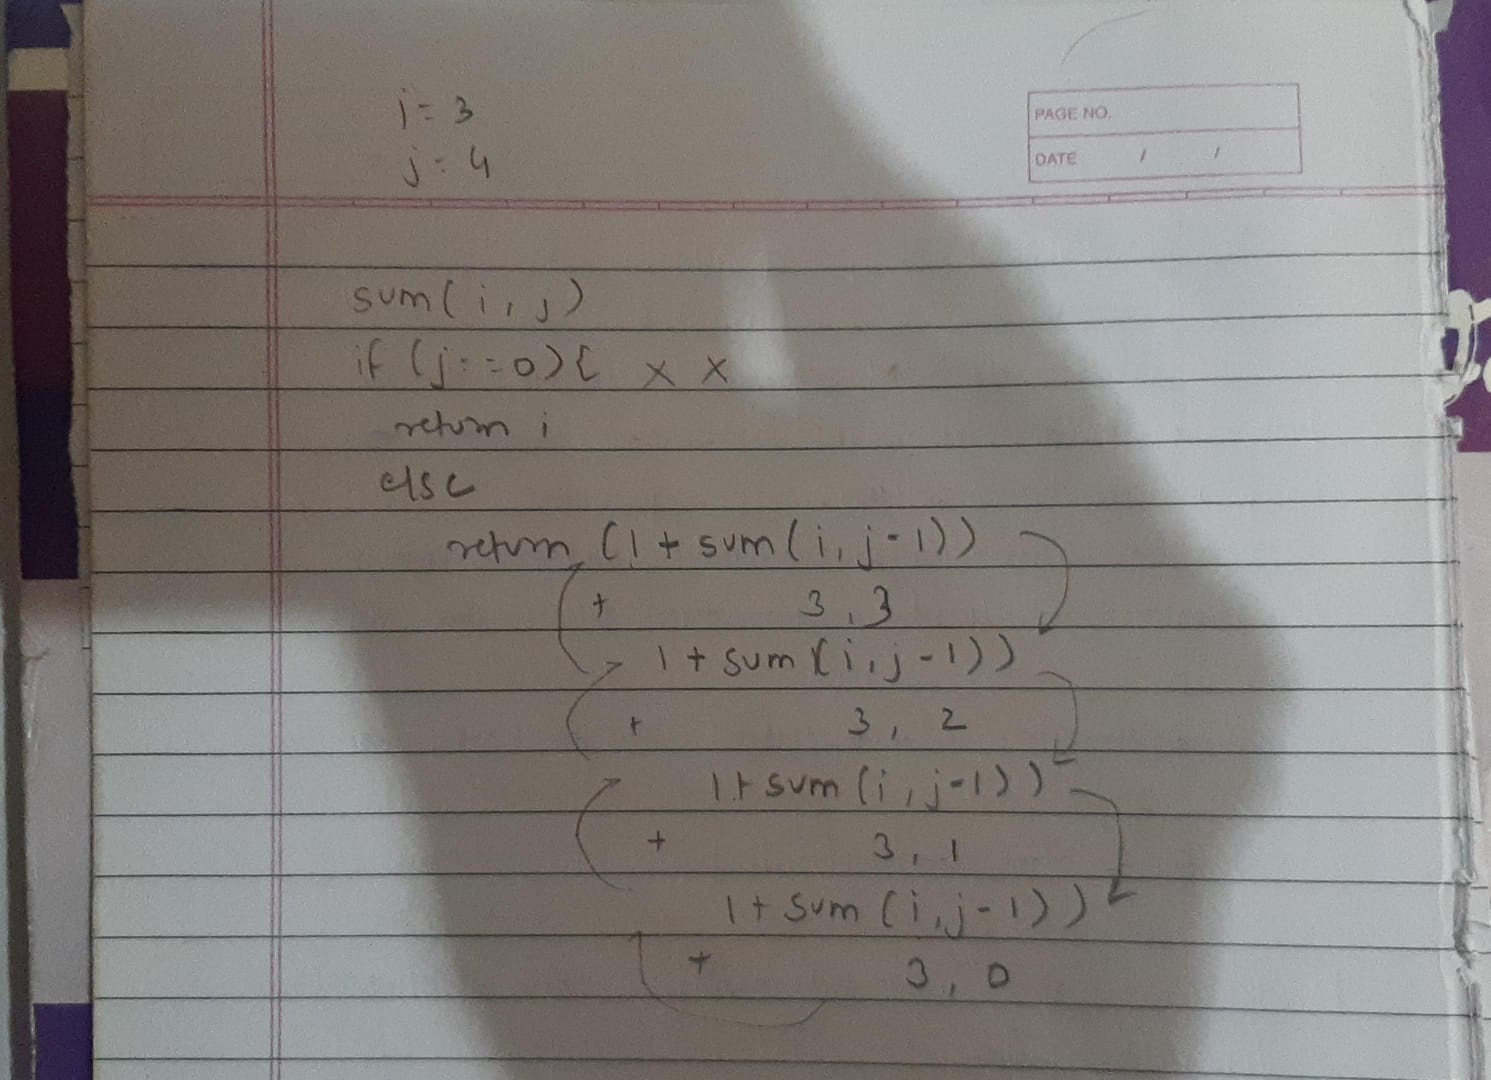 i = 3
j = 4
PAGE NO.
DATE / /
sum(i, j)
if (j==0){ x x
return i
else
return (1 + sum(i, j-1))
+ 3, 3
1 + sum(i, j-1))
+ 3, 2
1 + sum(i, j-1))
+ 3, 1
1 + sum(i, j-1))
+ 3, 0